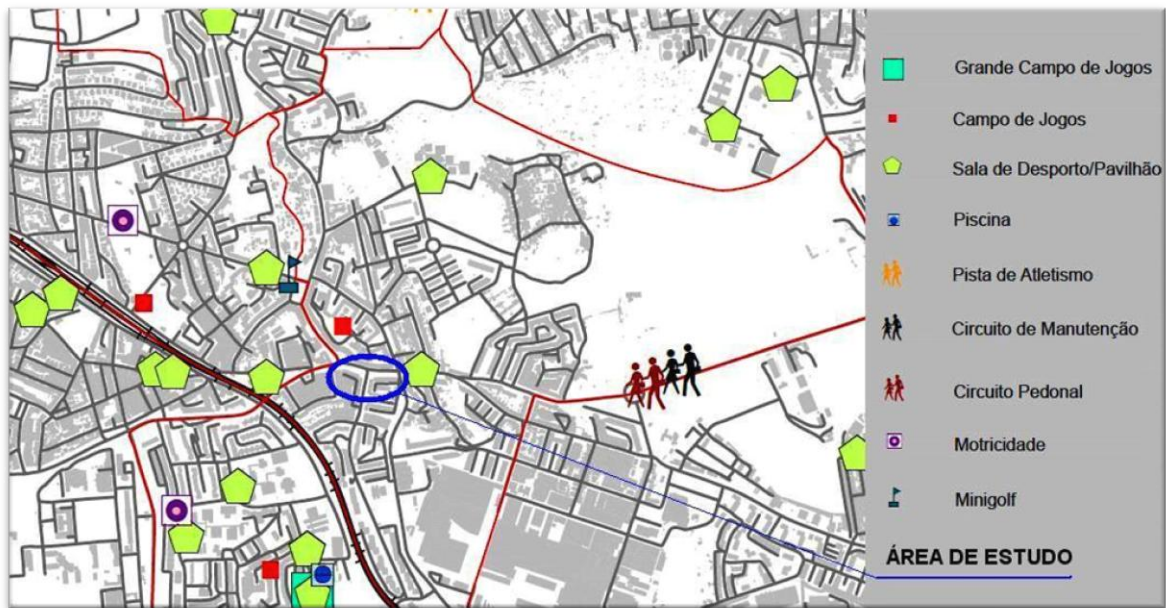 Grande Campo de Jogos
Campo de Jogos
Sala de Desporto/Pavilhão
Piscina
Pista de Atletismo
Circuito de Manutenção
Circuito Pedonal
Motricidade
Minigolf
ÁREA DE ESTUDO